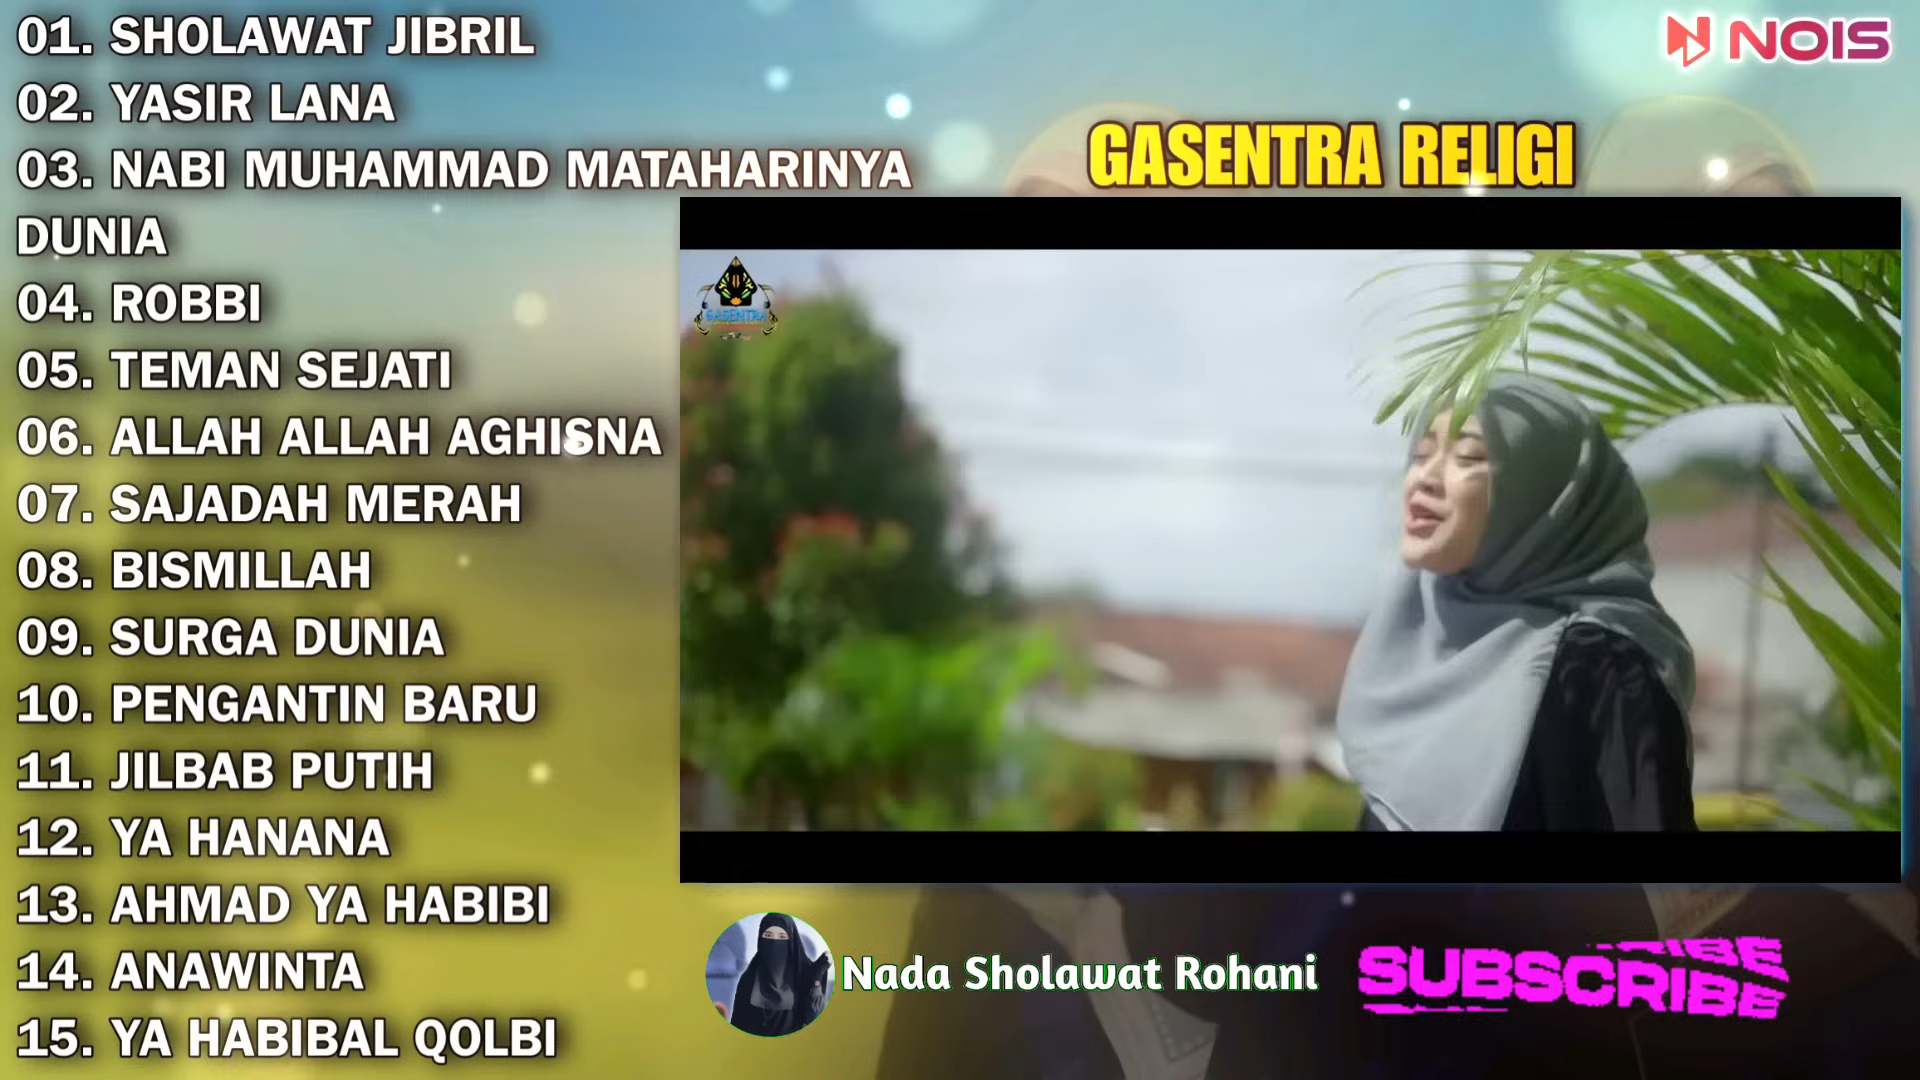 01. SHOLAWAT JIBRIL
02. YASIR LANA
03. NABI MUHAMMAD MATAHARINYA
DUNIA
04. ROBBI
05. TEMAN SEJATI
06. ALLAH ALLAH AGHISNA
07. SAJADAH MERAH
08. BISMILLAH
09. SURGA DUNIA
10. PENGANTIN BARU
11. JILBAB PUTIH
12. YA HANANA
13. AHMAD YA HABIBI
14. ANAWINTA
15. YA HABIBAL QOLBI
NOIS
GASENTRA RELIGI
GASENTRA
Nada Sholawat Rohani
SUBSCRIBE